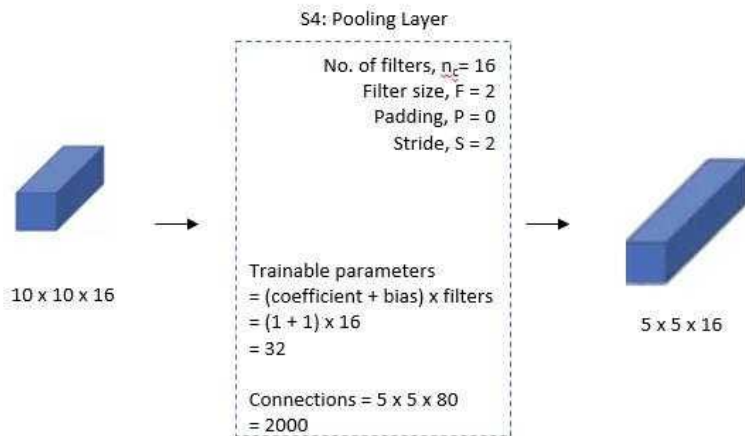 S4: Pooling Layer
No. of filters, nc= 16
Filter size, F = 2
Padding, P = 0
Stride, S = 2
10 x 10 x 16
Trainable parameters
= (coefficient + bias) x filters
= (1 + 1) x 16
= 32
Connections = 5 x 5 x 80
= 2000
5 x 5 x 16